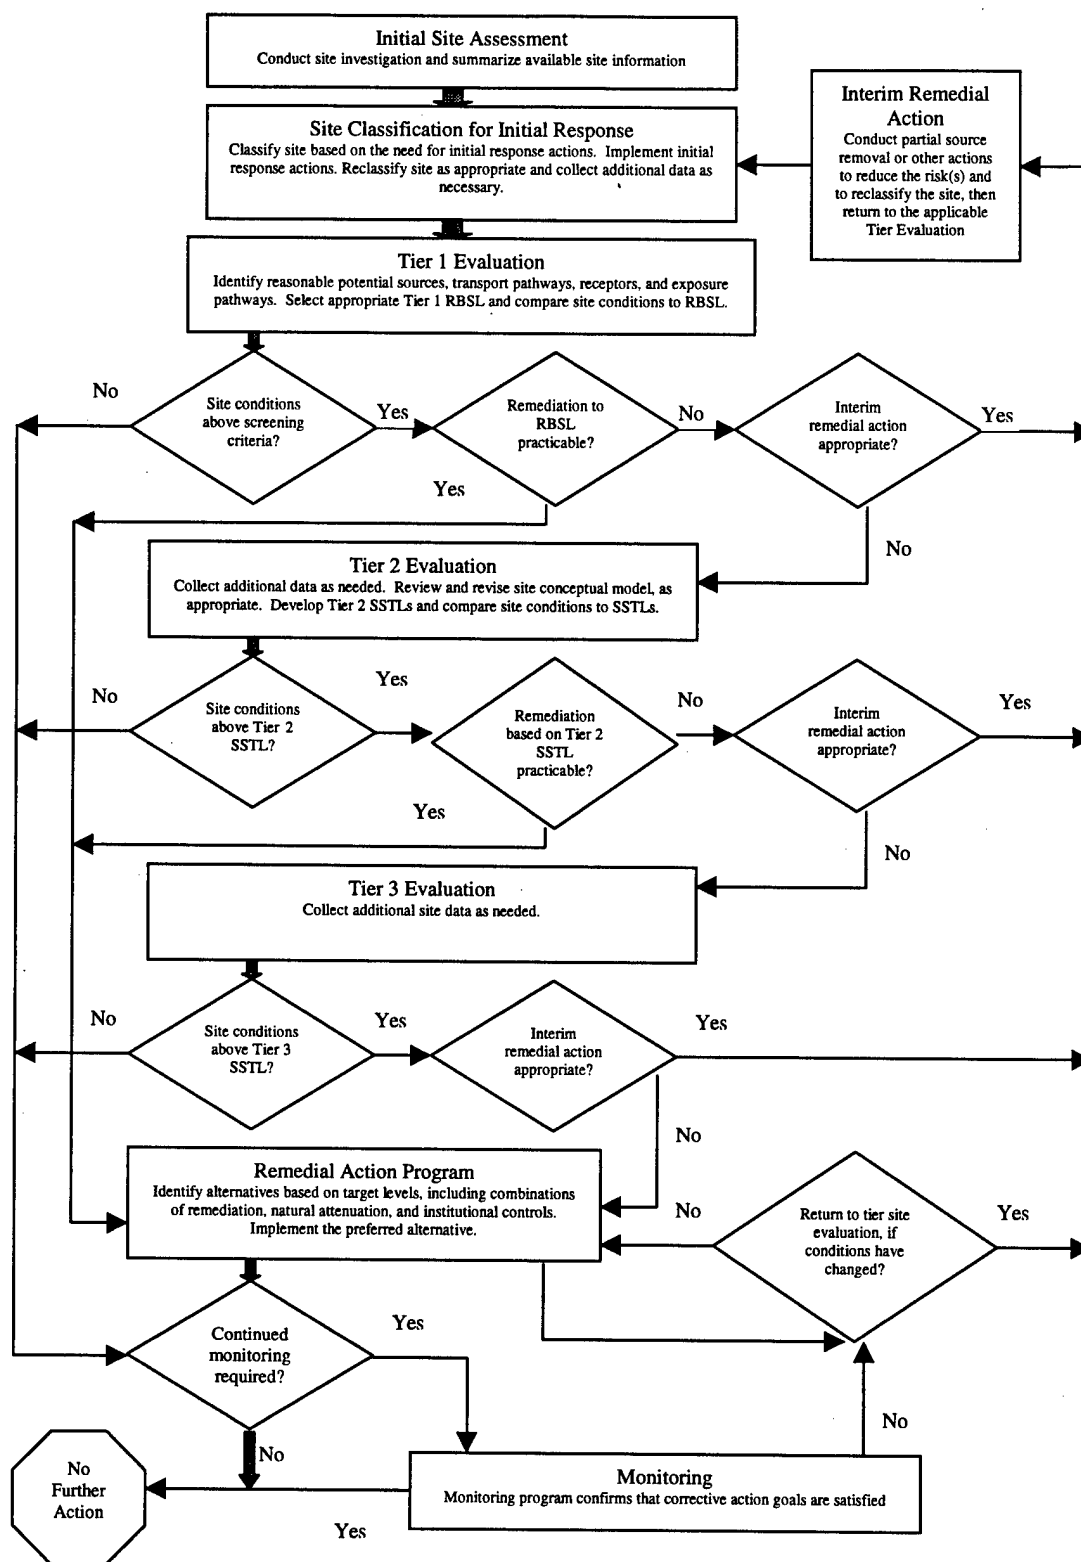 Initial Site Assessment
Conduct site investigation and summarize available site information
Interim Remedial
Action
Conduct partial source
removal or other actions
to reduce the risk(s) and
to reclassify the site, then
return to the applicable
Tier Evaluation
Site Classification for Initial Response
Classify site based on the need for initial response actions. Implement initial
response actions. Reclassify site as appropriate and collect additional data as
necessary.
Tier 1 Evaluation
Identify reasonable potential sources, transport pathways, receptors, and exposure
pathways. Select appropriate Tier 1 RBSL and compare site conditions to RBSL.
No
Site conditions
above screening
criteria?
Yes
Remediation to
RBSL
practicable?
No
Interim
remedial action
appropriate?
Yes
Yes
No
Tier 2 Evaluation
Collect additional data as needed. Review and revise site conceptual model, as
appropriate. Develop Tier 2 SSTLs and compare site conditions to SSTLs.
No
Site conditions
above Tier 2
SSTL?
Yes
Remediation
based on Tier 2
SSTL
practicable?
No
Interim
remedial action
appropriate?
Yes
Yes
No
Tier 3 Evaluation
Collect additional site data as needed.
No
Site conditions
above Tier 3
SSTL?
Yes
Interim
remedial action
appropriate?
Yes
No
Remedial Action Program
Identify alternatives based on target levels, including combinations
of remediation, natural attenuation, and institutional controls.
Implement the preferred alternative.
No
Return to tier site
evaluation, if
conditions have
changed?
Yes
Continued
monitoring
required?
Yes
No
No
No
Further
Action
Monitoring
Monitoring program confirms that corrective action goals are satisfied
Yes